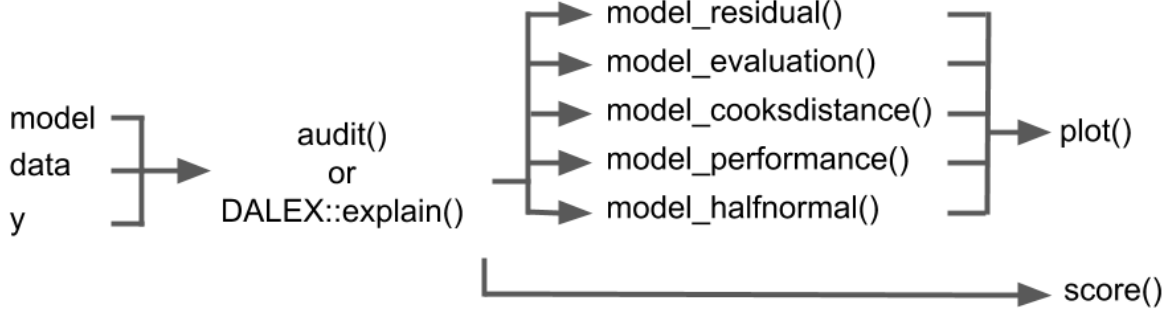 model
data
y
audit()
or
DALEX::explain()
model_residual()
model_evaluation()
model_cooksdistance()
model_performance()
model_halfnormal()
plot()
score()